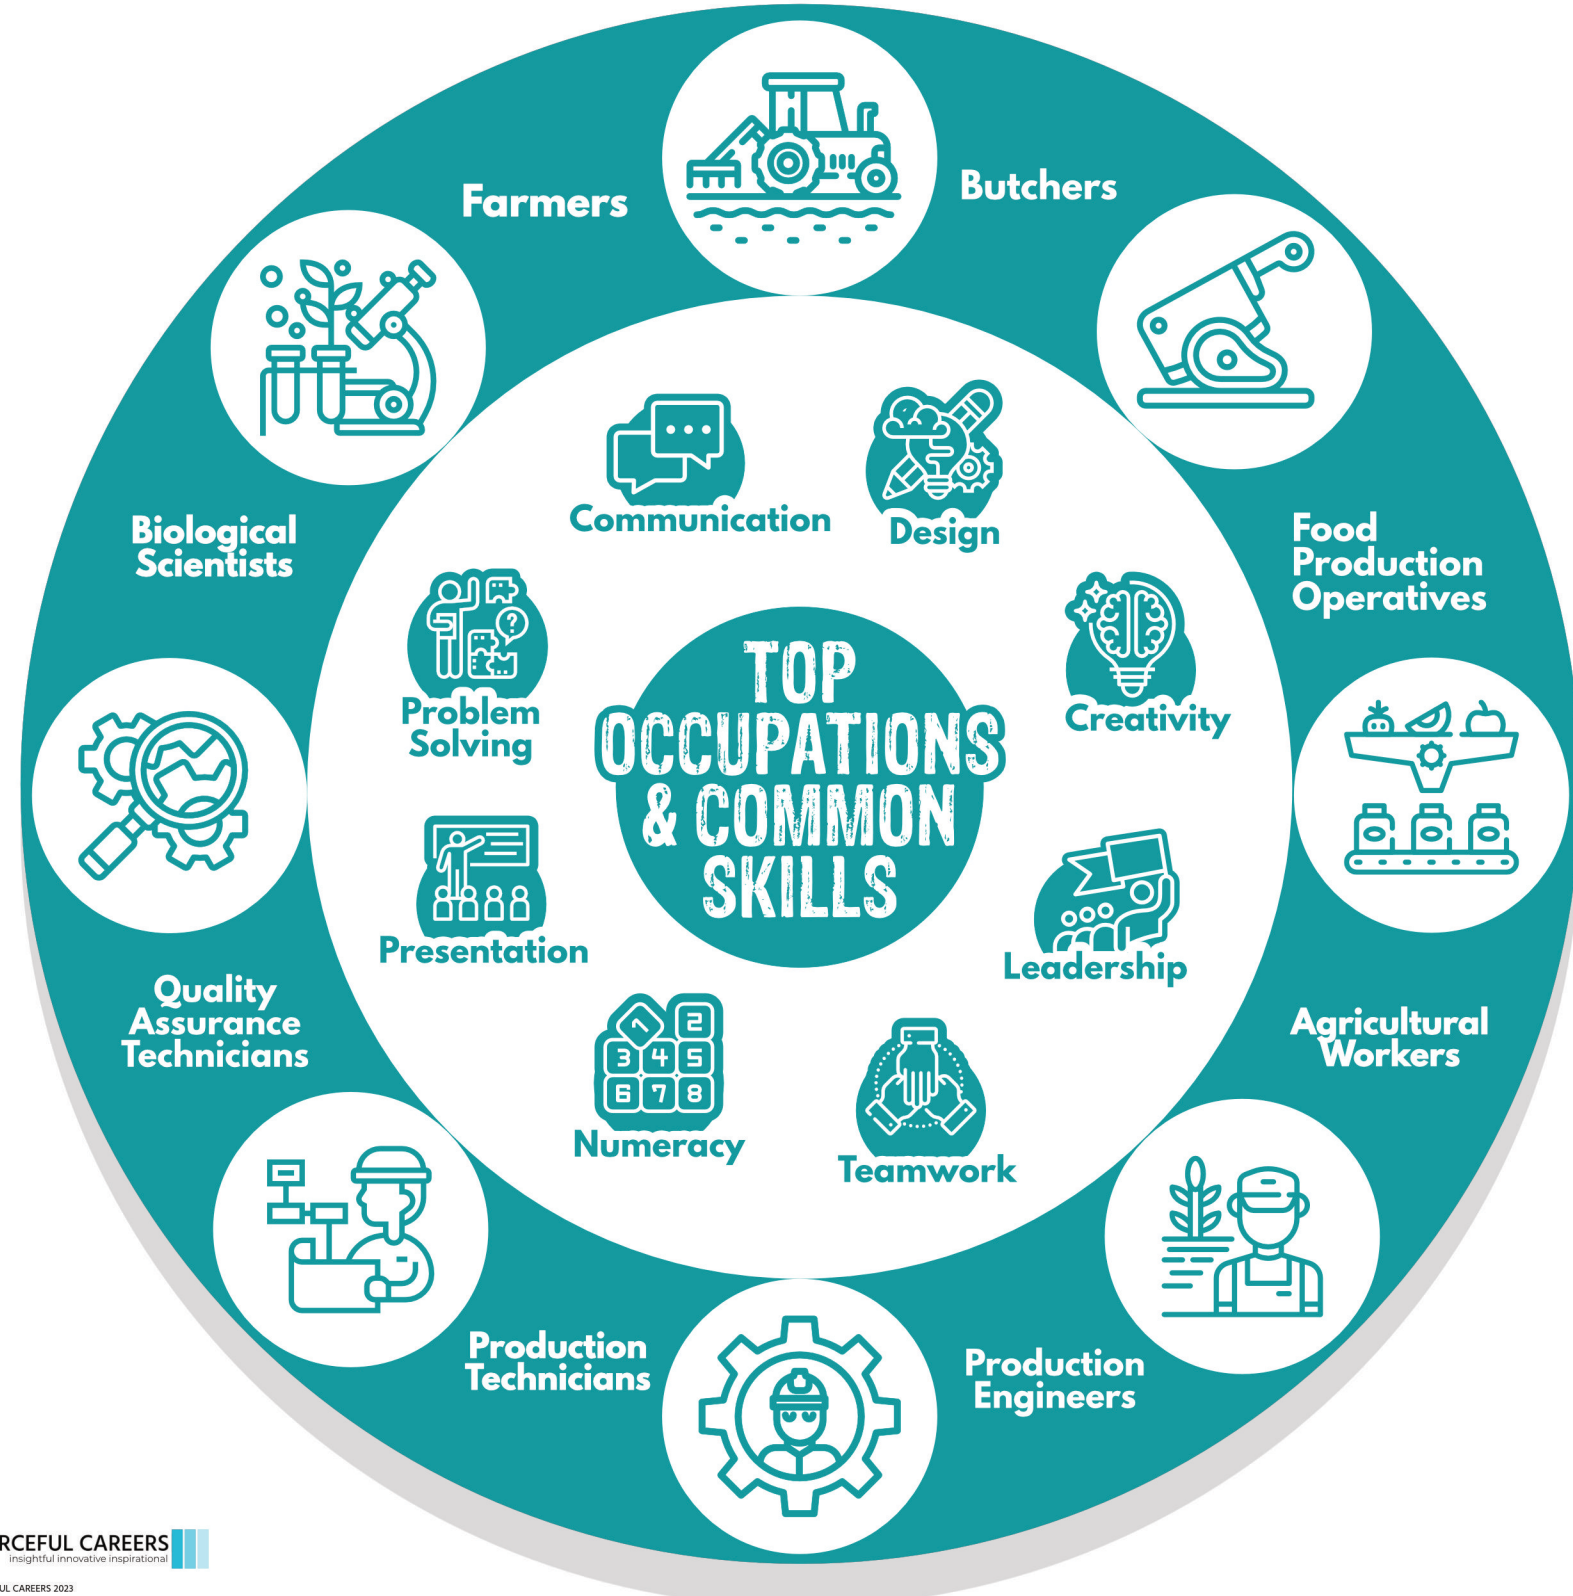 Farmers
Butchers
Biological
Scientists
Food
Production
Operatives
Communication
Design
Problem
Solving
Creativity
TOP
OCCUPATIONS
& COMMON
SKILLS
Presentation
Leadership
Quality
Assurance
Technicians
Agricultural
Workers
1 2
3 4 5
6 7 8
Numeracy
Teamwork
Production
Technicians
Production
Engineers
RCEFUL CAREERS
insightful innovative inspirational
UL CAREERS 2023